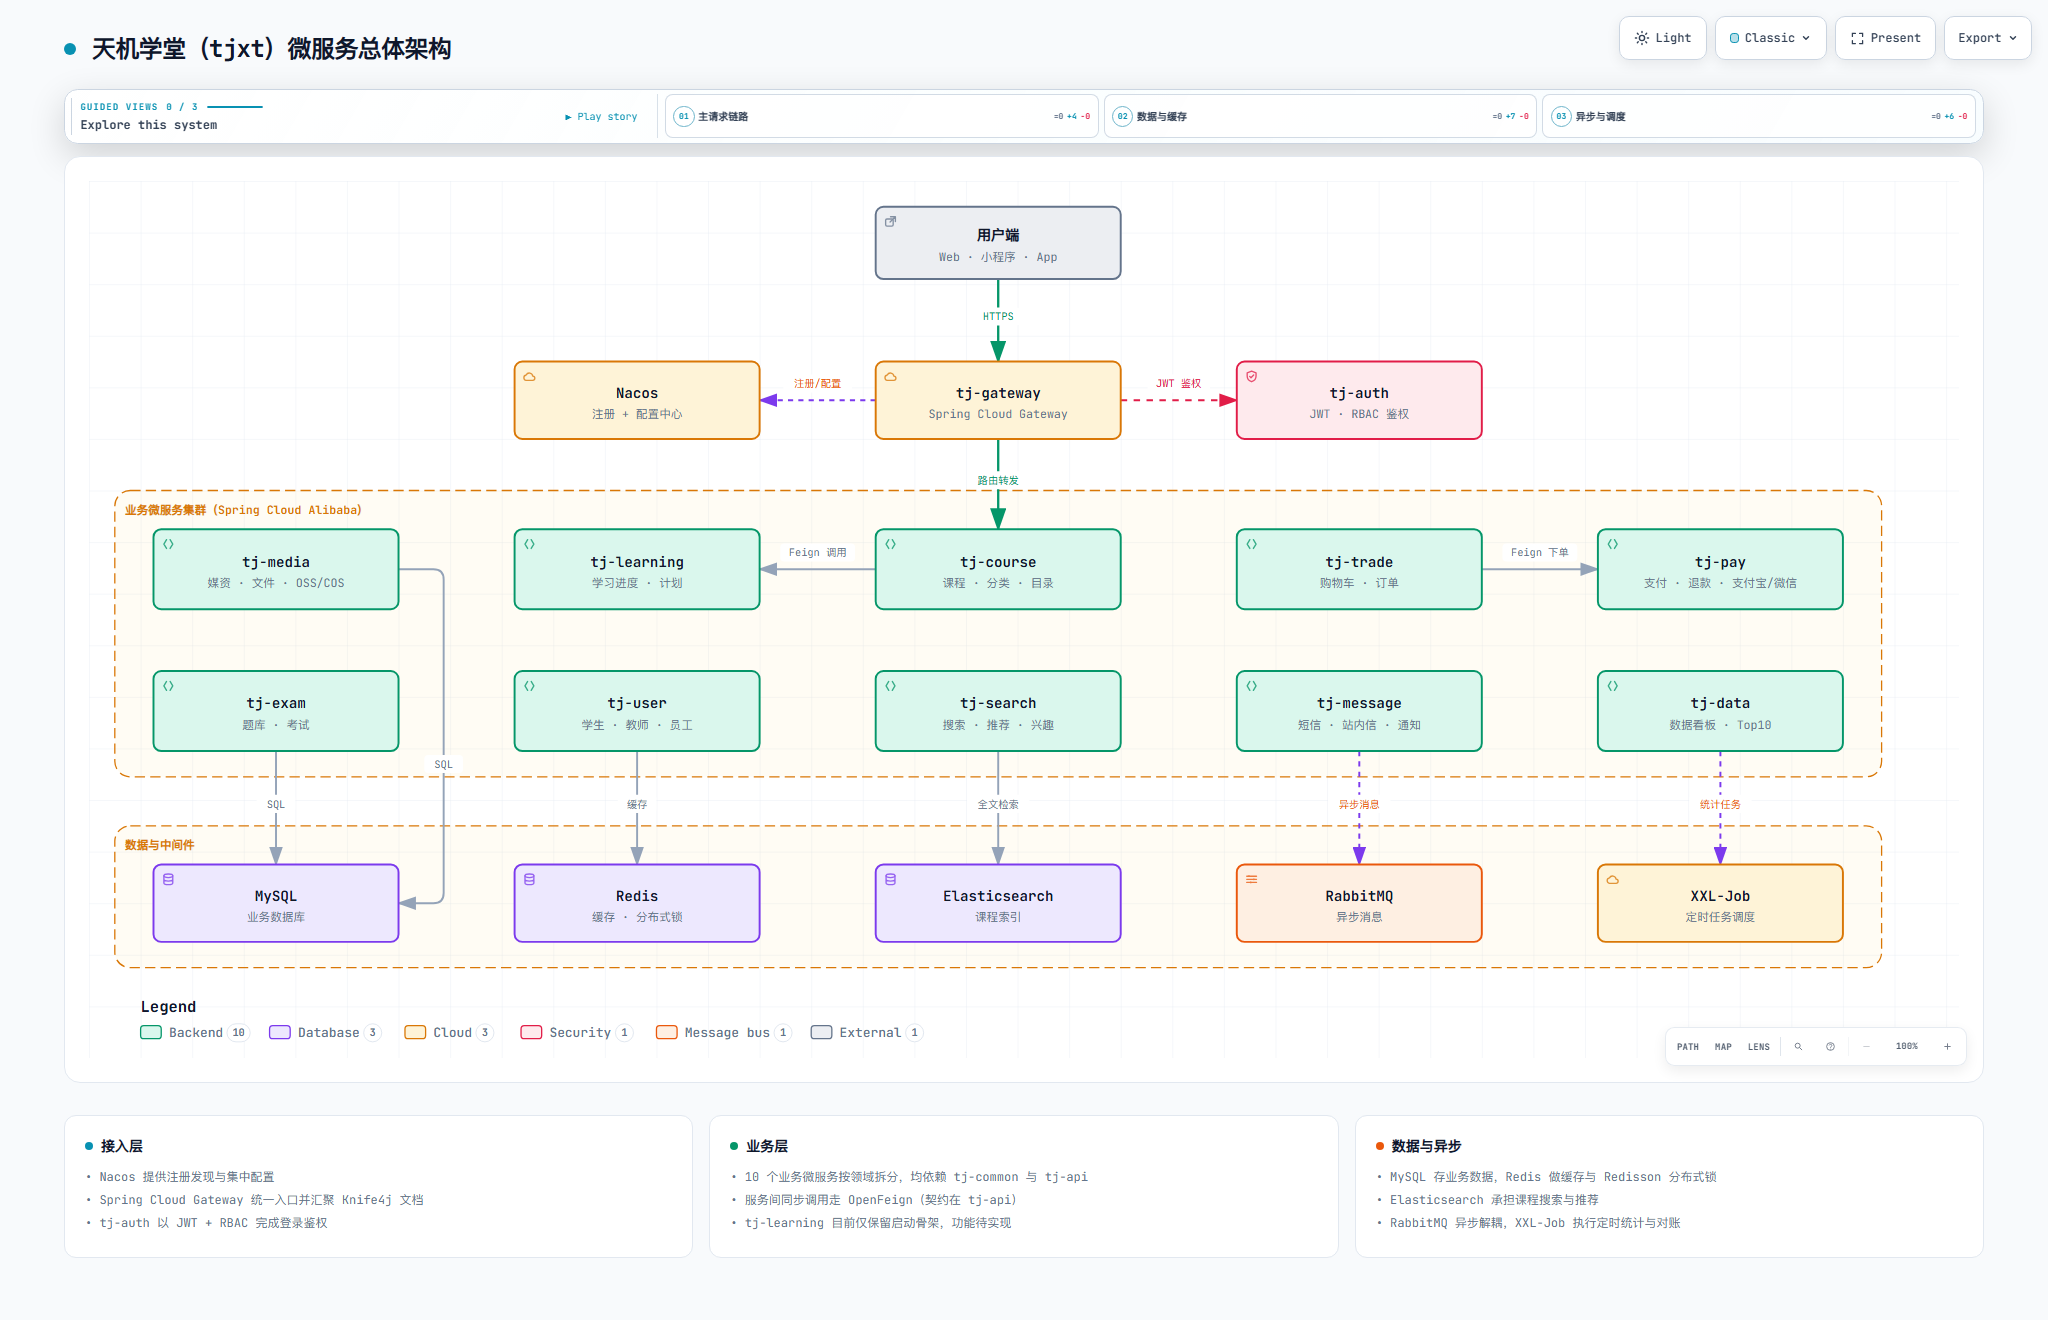 天机学堂（tjxt）微服务总体架构
Light
Classic
Present
Export
GUIDED VIEWS 0 / 3
Explore this system
▶ Play story
01 主请求链路 =0 +4 -0
02 数据与缓存 =0 +7 -0
03 异步与调度 =0 +6 -0
用户端
Web · 小程序 · App
HTTPS
Nacos
注册 + 配置中心
注册/配置
tj-gateway
Spring Cloud Gateway
JWT 鉴权
tj-auth
JWT · RBAC 鉴权
路由转发
业务微服务集群（Spring Cloud Alibaba）
tj-media
媒资 · 文件 · OSS/COS
tj-learning
学习进度 · 计划
Feign 调用
tj-course
课程 · 分类 · 目录
tj-trade
购物车 · 订单
Feign 下单
tj-pay
支付 · 退款 · 支付宝/微信
tj-exam
题库 · 考试
tj-user
学生 · 教师 · 员工
tj-search
搜索 · 推荐 · 兴趣
tj-message
短信 · 站内信 · 通知
tj-data
数据看板 · Top10
SQL
SQL
缓存
全文检索
异步消息
统计任务
数据与中间件
MySQL
业务数据库
Redis
缓存 · 分布式锁
Elasticsearch
课程索引
RabbitMQ
异步消息
XXL-Job
定时任务调度
Legend
Backend 10
Database 3
Cloud 3
Security 1
Message bus 1
External 1
PATH
MAP
LENS
− 100% +
接入层
• Nacos 提供注册发现与集中配置
• Spring Cloud Gateway 统一入口并汇聚 Knife4j 文档
• tj-auth 以 JWT + RBAC 完成登录鉴权
业务层
• 10 个业务微服务按领域拆分，均依赖 tj-common 与 tj-api
• 服务间同步调用走 OpenFeign（契约在 tj-api）
• tj-learning 目前仅保留启动骨架，功能待实现
数据与异步
• MySQL 存业务数据，Redis 做缓存与 Redisson 分布式锁
• Elasticsearch 承担课程搜索与推荐
• RabbitMQ 异步解耦，XXL-Job 执行定时统计与对账